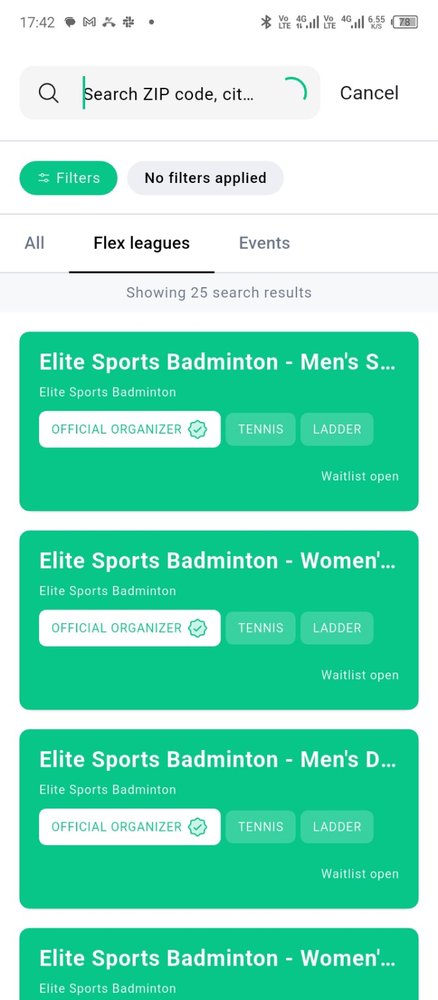 17:42
Vo LTE 4G Vo LTE 4G 6.55 K/S 78
Search ZIP code, cit...
Cancel
Filters
No filters applied
All
Flex leagues
Events
Showing 25 search results
Elite Sports Badminton - Men's S...
Elite Sports Badminton
OFFICIAL ORGANIZER
TENNIS
LADDER
Waitlist open
Elite Sports Badminton - Women'...
Elite Sports Badminton
OFFICIAL ORGANIZER
TENNIS
LADDER
Waitlist open
Elite Sports Badminton - Men's D...
Elite Sports Badminton
OFFICIAL ORGANIZER
TENNIS
LADDER
Waitlist open
Elite Sports Badminton - Women'...
Elite Sports Badminton